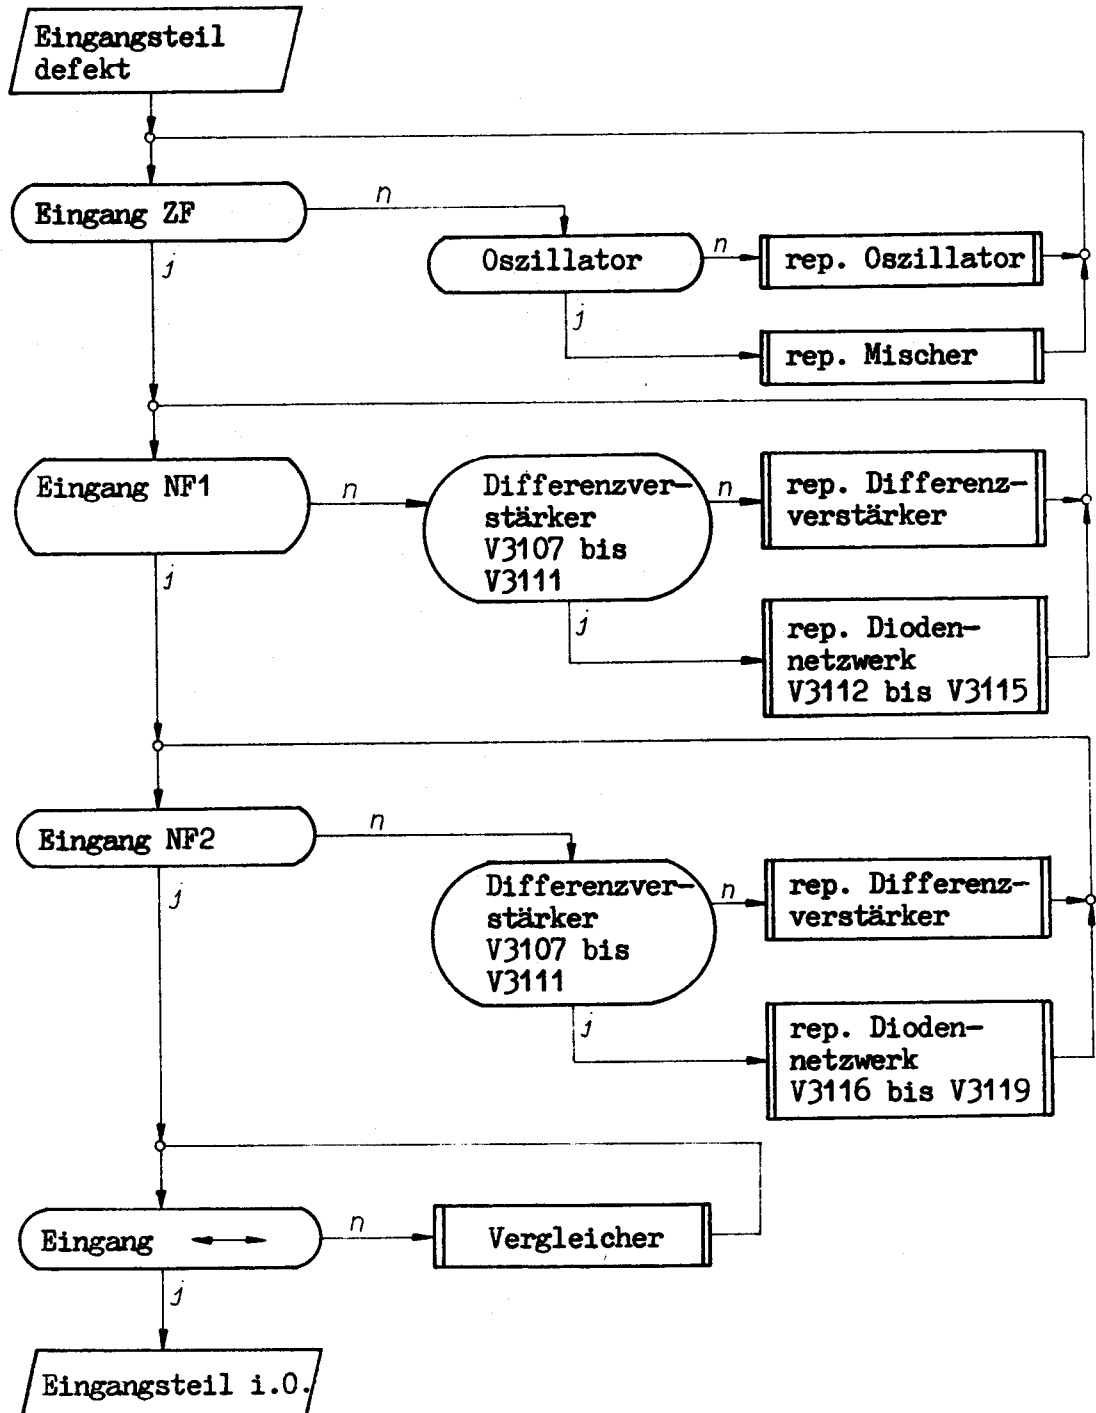 Eingangsteil
defekt
Eingang ZF
n
j
Oszillator
n
rep. Oszillator
j
rep. Mischer
Eingang NF1
n
j
Differenzver-
stärker
V3107 bis
V3111
n
rep. Differenz-
verstärker
j
rep. Dioden-
netzwerk
V3112 bis V3115
Eingang NF2
n
j
Differenzver-
stärker
V3107 bis
V3111
n
rep. Differenz-
verstärker
j
rep. Dioden-
netzwerk
V3116 bis V3119
Eingang ↔
n
Vergleicher
j
Eingangsteil i.O.